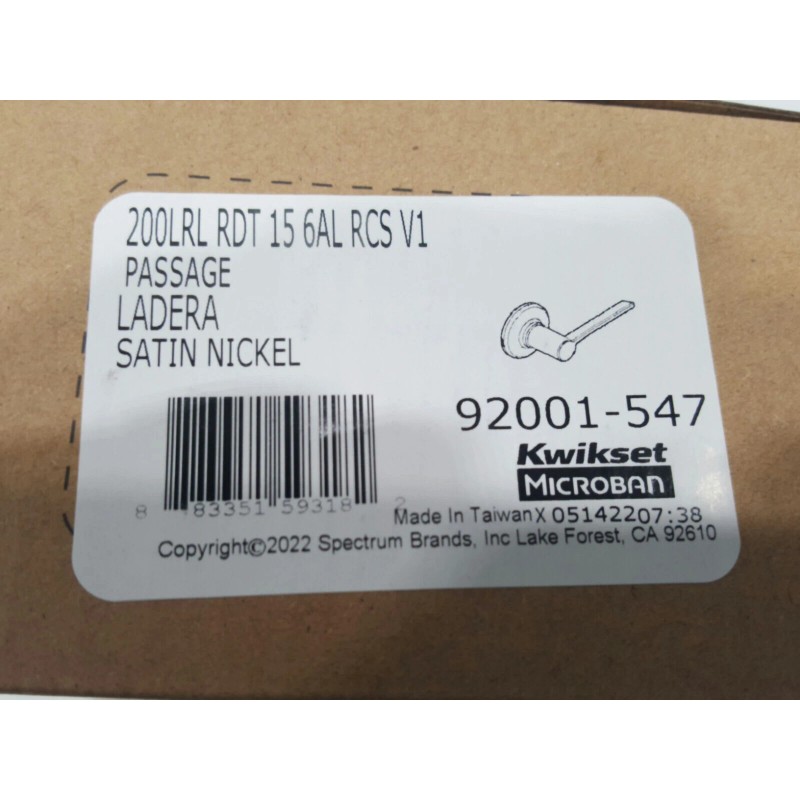 200LRL RDT 15 6AL RCS V1
PASSAGE
LADERA
SATIN NICKEL
92001-547
Kwikset
MICROBAN
8 83351 59318 2
Made In Taiwan X 05142207:38
Copyright©2022 Spectrum Brands, Inc Lake Forest, CA 92610